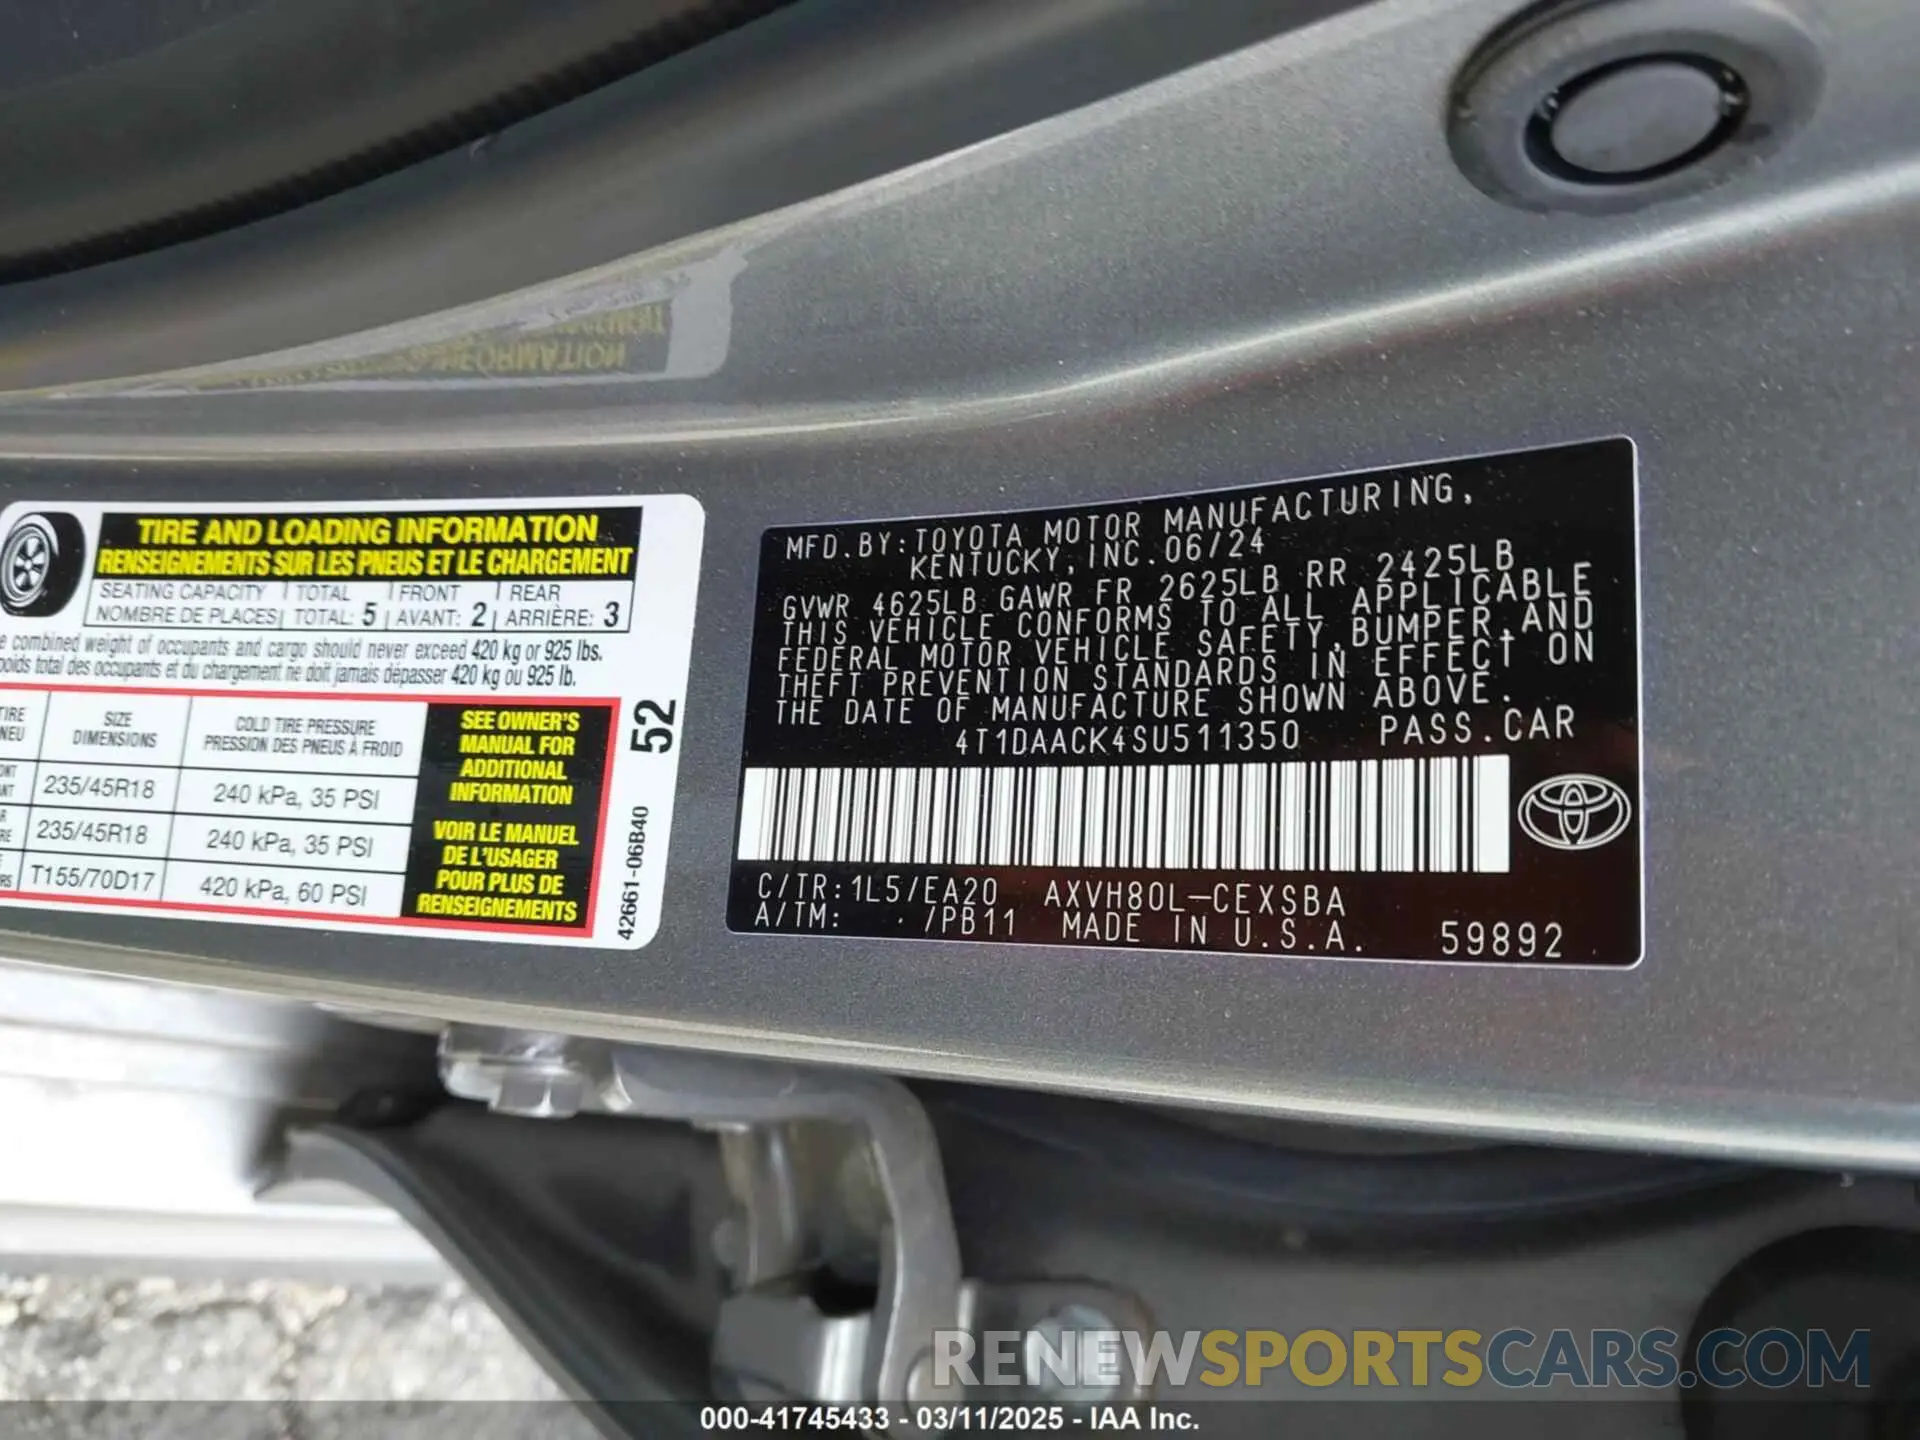 TIRE AND LOADING INFORMATION
RENSEIGNEMENTS SUR LES PNEUS ET LE CHARGEMENT
SEATING CAPACITY | TOTAL | FRONT | REAR
NOMBRE DE PLACES | TOTAL: 5 | AVANT: 2 | ARRIÈRE: 3
combined weight of occupants and cargo should never exceed 420 kg or 925 lbs.
total des occupants et du chargement ne doit jamais dépasser 420 kg ou 925 lb.
SIZE
DIMENSIONS
COLD TIRE PRESSURE
PRESSION DES PNEUS À FROID
235/45R18 240 kPa, 35 PSI
235/45R18 240 kPa, 35 PSI
T155/70D17 420 kPa, 60 PSI
SEE OWNER'S
MANUAL FOR
ADDITIONAL
INFORMATION
VOIR LE MANUEL
DE L'USAGER
POUR PLUS DE
RENSEIGNEMENTS
52
42661-06B40
MFD.BY:TOYOTA MOTOR MANUFACTURING,
KENTUCKY, INC.06/24
GVWR 4625LB GAWR FR 2625LB RR 2425LB
THIS VEHICLE CONFORMS TO ALL APPLICABLE
FEDERAL MOTOR VEHICLE SAFETY,BUMPER,AND
THEFT PREVENTION STANDARDS IN EFFECT ON
THE DATE OF MANUFACTURE SHOWN ABOVE.
4T1DAACK4SU511350 PASS.CAR
C/TR:1L5/EA20 AXVH80L-CEXSBA
A/TM: /PB11 MADE IN U.S.A. 59892
RENEWSPORTSCARS.COM
000-41745433 - 03/11/2025 - IAA Inc.